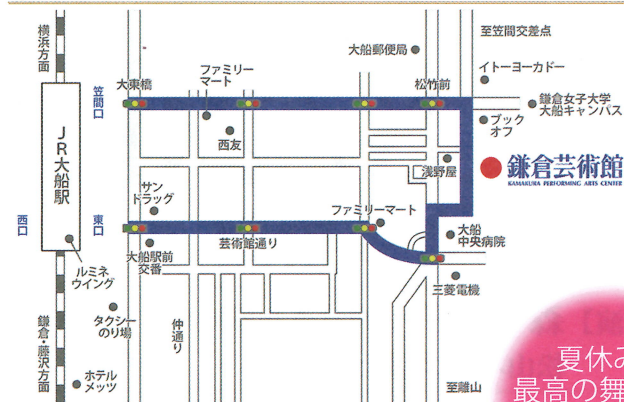 横浜方面
至笠間交差点
大船郵便局
イトーヨーカドー
大東橋
ファミリー
マート
松竹前
笠間口
鎌倉女子大学
大船キャンパス
ブック
オフ
西友
JR大船駅
浅野屋
鎌倉芸術館
KAMAKURA PERFORMING ARTS CENTER
サン
ドラッグ
ファミリーマート
西口
東口
芸術館通り
大船
中央病院
大船駅前
交番
ルミネ
ウイング
三菱電機
タクシー
のり場
仲通り
鎌倉・藤沢方面
ホテル
メッツ
至離山
夏休み
最高の舞